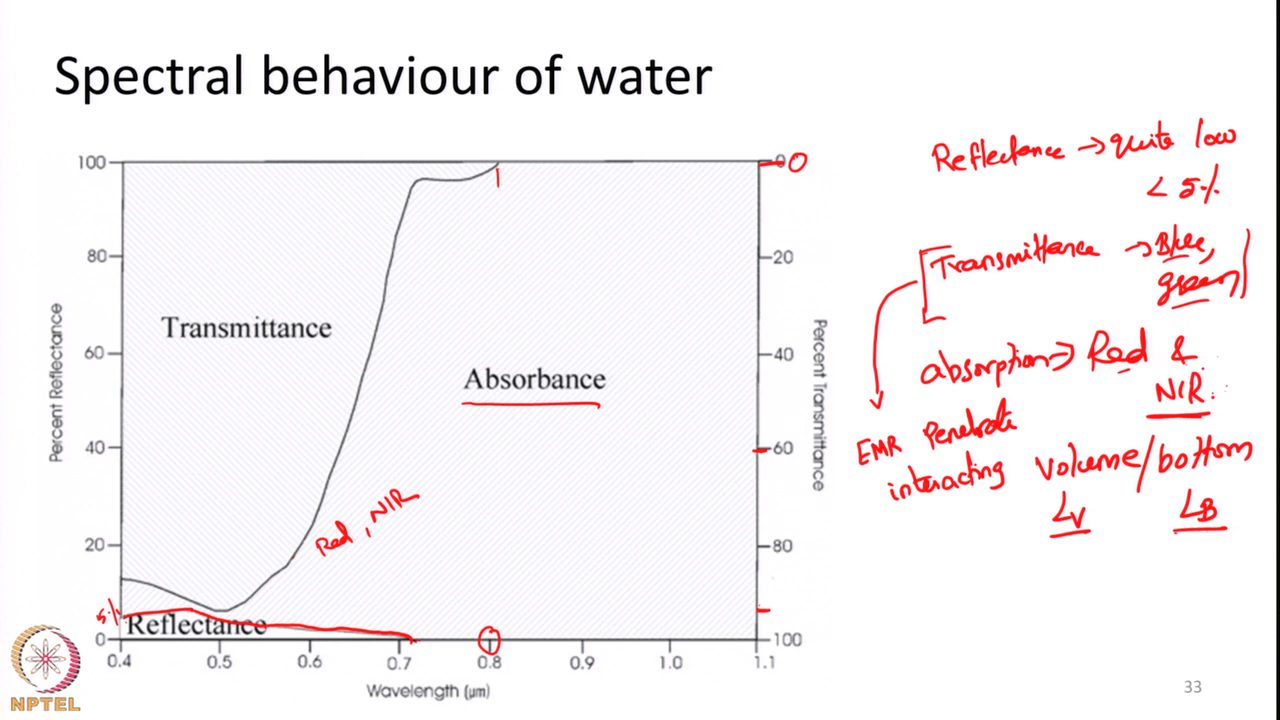 Spectral behaviour of water
Reflectance → quite low
< 5%
Transmittance → Blue,
green
absorption → Red &
NIR
EMR penetrate
interacting volume/bottom
Lv LB
Percent Reflectance
100
80
60
40
20
0
5%
Transmittance
Absorbance
Reflectance
Red, NIR
0
0
20
40
60
80
100
Percent Transmittance
0.4 0.5 0.6 0.7 0.8 0.9 1.0 1.1
Wavelength (µm)
NPTEL
33